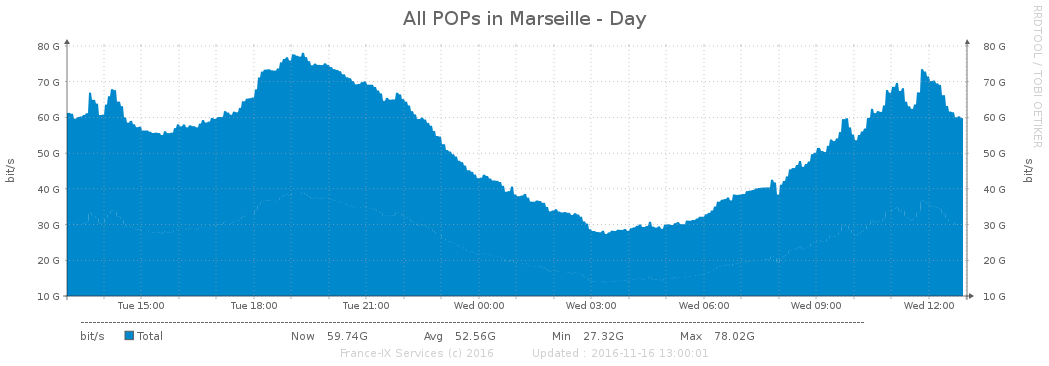 All POPs in Marseille - Day
RRDTOOL / TOBI OETIKER
bit/s
80 G 80 G
70 G 70 G
60 G 60 G
50 G 50 G
40 G 40 G
30 G 30 G
20 G 20 G
10 G 10 G
bit/s
Tue 15:00 Tue 18:00 Tue 21:00 Wed 00:00 Wed 03:00 Wed 06:00 Wed 09:00 Wed 12:00
bit/s Total Now 59.74G Avg 52.56G Min 27.32G Max 78.02G
France-IX Services (c) 2016 Updated : 2016-11-16 13:00:01